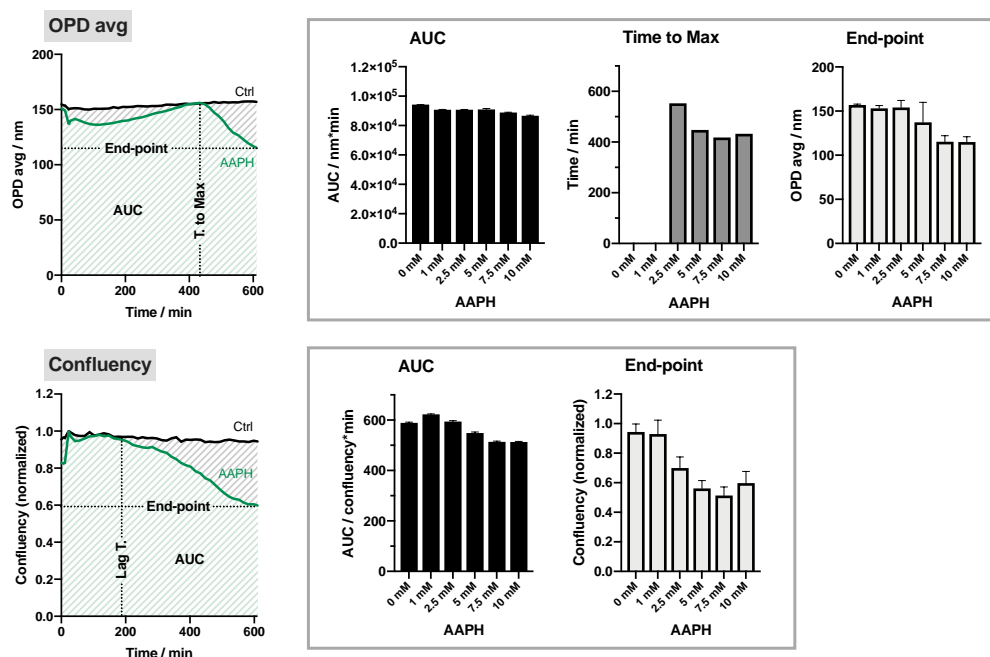 OPD avg
200
150
100
50
0
OPD avg / nm
Ctrl
End-point
AAPH
AUC
T. to Max
0
200
400
600
Time / min
AUC
1.2×10⁵
1.0×10⁵
8.0×10⁴
6.0×10⁴
4.0×10⁴
2.0×10⁴
0.0
AUC / nm*min
0 mM
1 mM
2.5 mM
5 mM
7.5 mM
10 mM
AAPH
Time to Max
600
400
200
0
Time / min
0 mM
1 mM
2.5 mM
5 mM
7.5 mM
10 mM
AAPH
End-point
200
150
100
50
0
OPD avg / nm
0 mM
1 mM
2.5 mM
5 mM
7.5 mM
10 mM
AAPH
Confluency
1.2
1.0
0.8
0.6
0.4
0.2
0.0
Confluency (normalized)
Ctrl
AAPH
End-point
Lag T.
AUC
0
200
400
600
Time / min
AUC
600
400
200
0
AUC / confluency*min
0 mM
1 mM
2.5 mM
5 mM
7.5 mM
10 mM
AAPH
End-point
1.2
1.0
0.8
0.6
0.4
0.2
0.0
Confluency (normalized)
0 mM
1 mM
2.5 mM
5 mM
7.5 mM
10 mM
AAPH